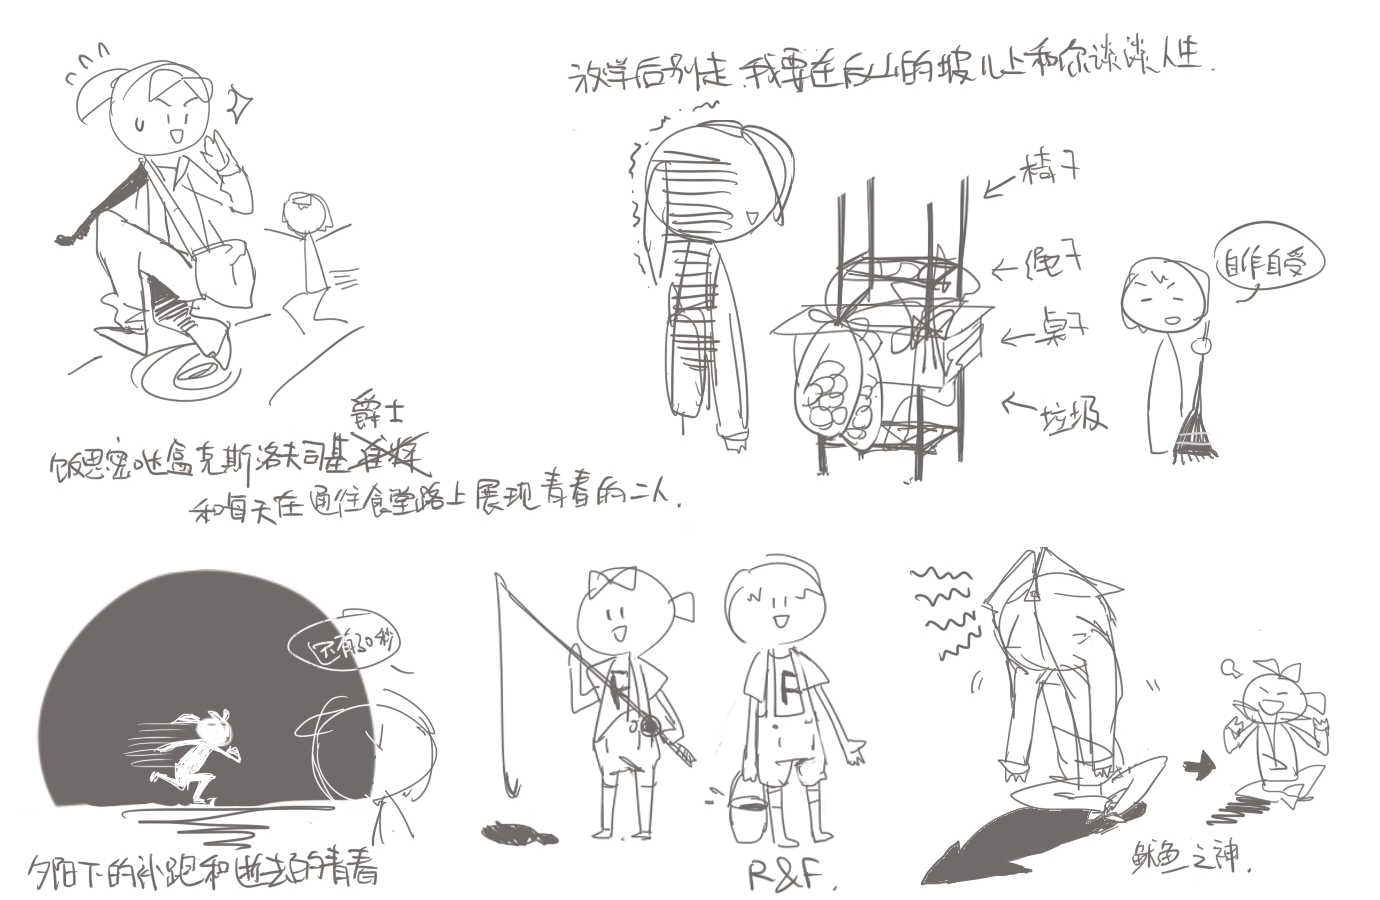 放学后别走.我要在后山的坡儿上和你谈谈人生.
椅子
绳子
自作自受
桌子
垃圾
爵士
饭思密哒盒克斯洛夫司基
和每天在通往食堂路上展现青春的二人.
还有30秒
F
F
夕阳下的补跑和逝去的青春
R&F.
鱿鱼之神.